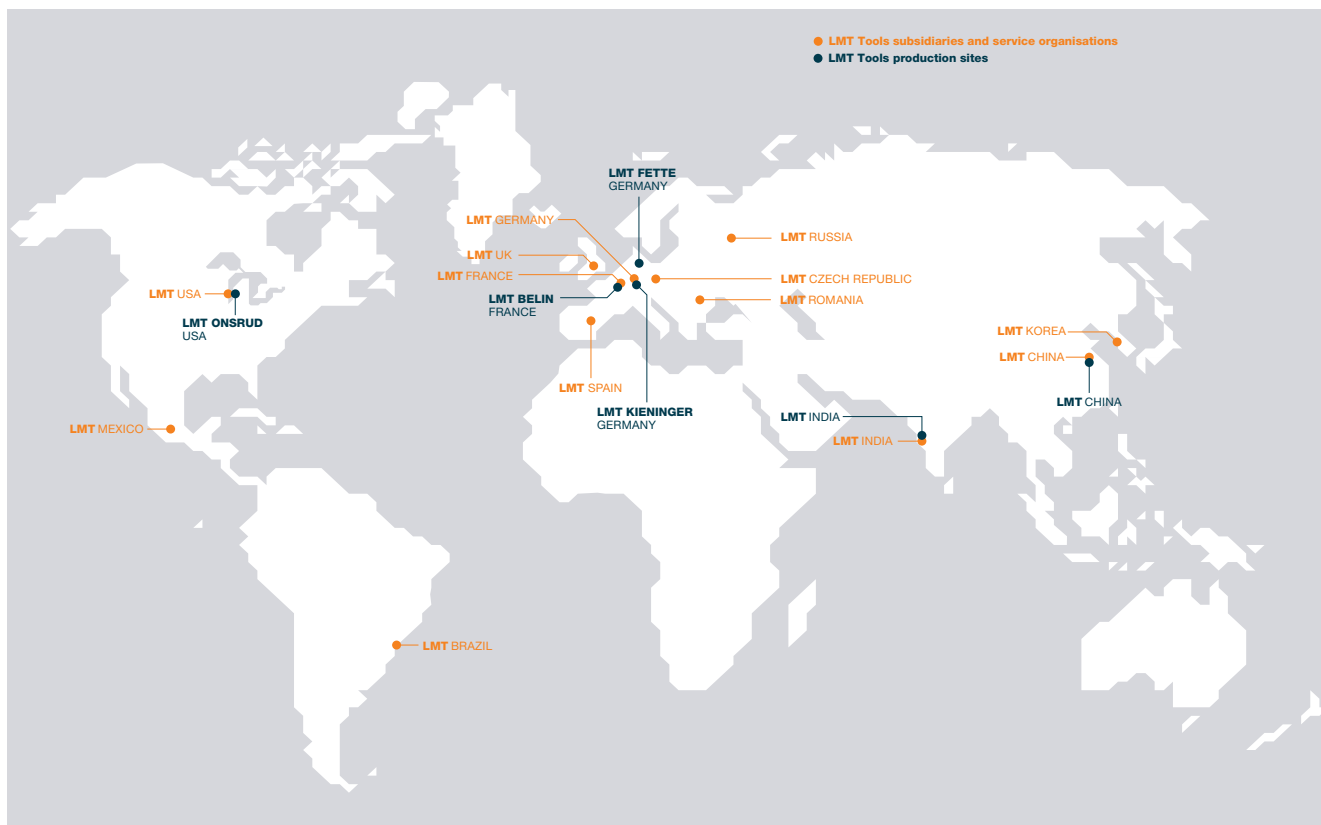 LMT Tools subsidiaries and service organisations
LMT Tools production sites
LMT FETTE
GERMANY
LMT GERMANY
LMT RUSSIA
LMT UK
LMT FRANCE
LMT CZECH REPUBLIC
LMT USA
LMT BELIN
FRANCE
LMT ROMANIA
LMT ONSRUD
USA
LMT KOREA
LMT CHINA
LMT SPAIN
LMT CHINA
LMT KIENINGER
GERMANY
LMT INDIA
LMT MEXICO
LMT INDIA
LMT BRAZIL